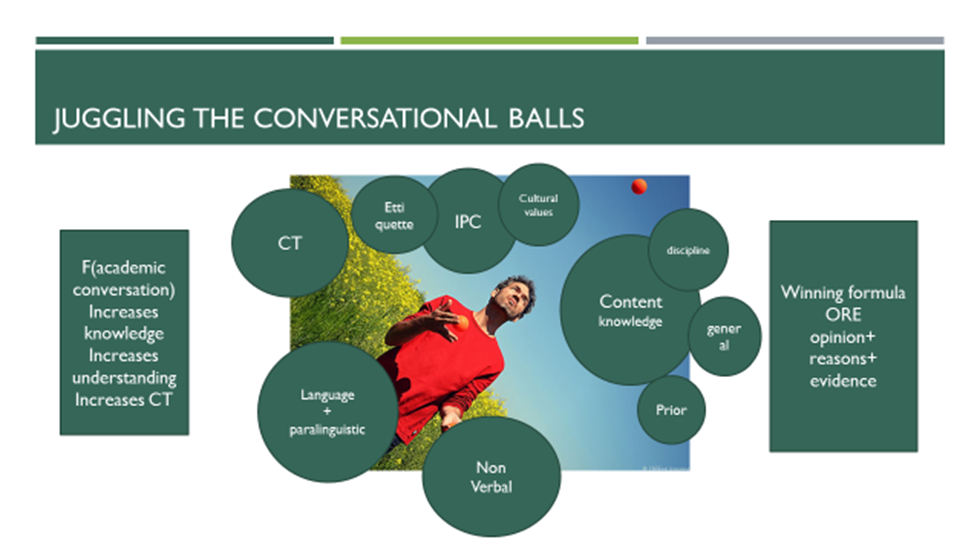 JUGGLING THE CONVERSATIONAL BALLS
F(academic
conversation)
Increases
knowledge
Increases
understanding
Increases CT
CT
Etti
quette
IPC
Cultural
values
Content
knowledge
discipline
gener
al
Prior
Language
+
paralinguistic
Non
Verbal
Winning formula
ORE
opinion+
reasons+
evidence